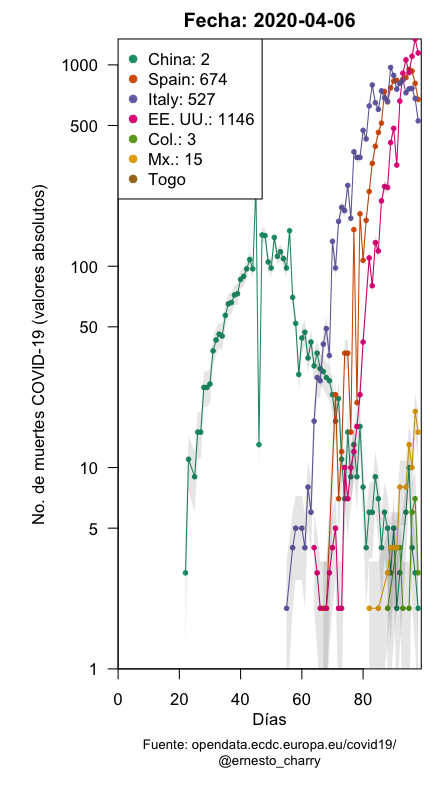 Fecha: 2020-04-06
No. de muertes COVID-19 (valores absolutos)
1000
500
100
50
10
5
1
China: 2
Spain: 674
Italy: 527
EE. UU.: 1146
Col.: 3
Mx.: 15
Togo
0 20 40 60 80
Días
Fuente: opendata.ecdc.europa.eu/covid19/
@ernesto_charry